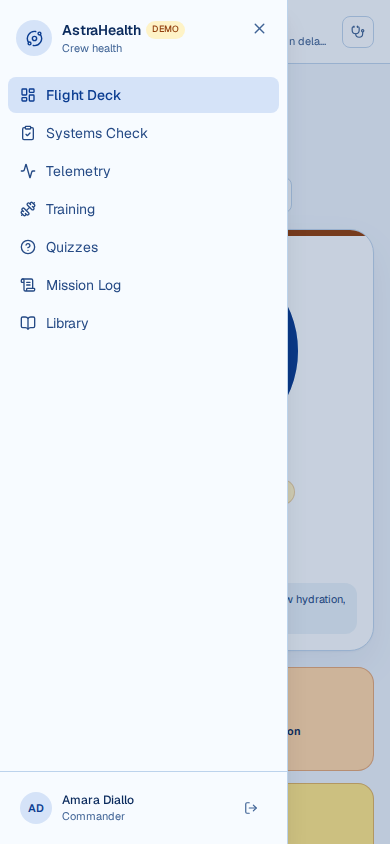 AstraHealth DEMO
Crew health
n dela...
Flight Deck
Systems Check
Telemetry
Training
Quizzes
Mission Log
Library
hydration,
on
AD
Amara Diallo
Commander